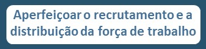 Aperfeiçoar o recrutamento e a
distribuição da força de trabalho